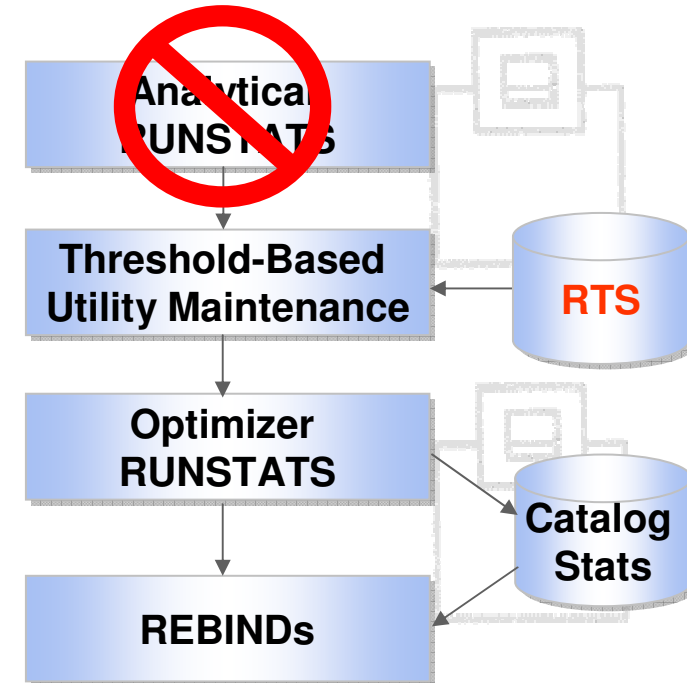 Analytical
RUNSTATS
Threshold-Based
Utility Maintenance
RTS
Optimizer
RUNSTATS
Catalog
Stats
REBINDs